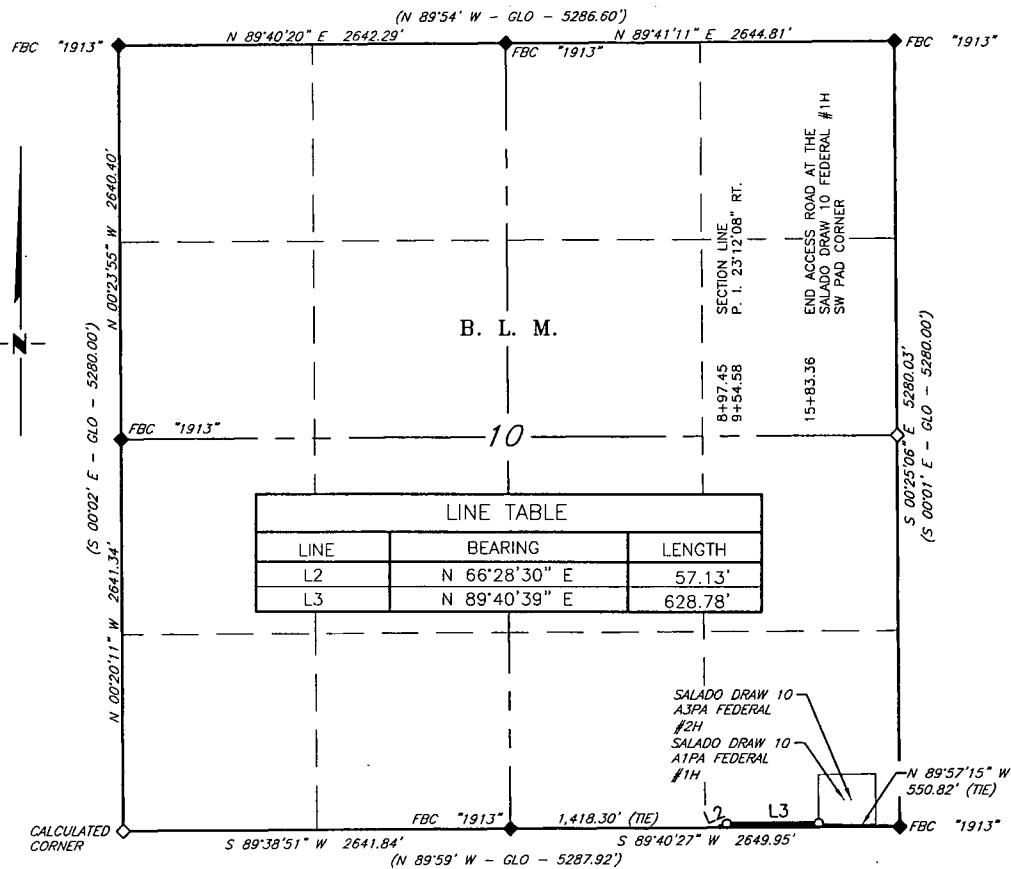 (N 89°54' W - GLO - 5286.60')
FBC "1913"
N 89°40'20" E 2642.29'
FBC "1913"
N 89°41'11" E 2644.81'
FBC "1913"
N 00°23'55" W 2640.40'
SECTION LINE
P. I. 23°12'08" RT.
END ACCESS ROAD AT THE
SALADO DRAW 10 FEDERAL #1H
SW PAD CORNER
N
B. L. M.
8+97.45
9+54.58
15+83.36
(S 00°02' E - GLO - 5280.00')
FBC "1913"
10
S 00°25'06" E 5280.03'
(S 00°01' E - GLO - 5280.00')
LINE TABLE
LINE BEARING LENGTH
L2 N 66°28'30" E 57.13'
L3 N 89°40'39" E 628.78'
N 00°20'11" W 2641.34'
SALADO DRAW 10
A3PA FEDERAL
#2H
SALADO DRAW 10
A1PA FEDERAL
#1H
N 89°57'15" W
550.82' (TIE)
L2
L3
CALCULATED
CORNER
FBC "1913"
1,418.30' (TIE)
FBC "1913"
S 89°38'51" W 2641.84'
S 89°40'27" W 2649.95'
(N 89°59' W - GLO - 5287.92')